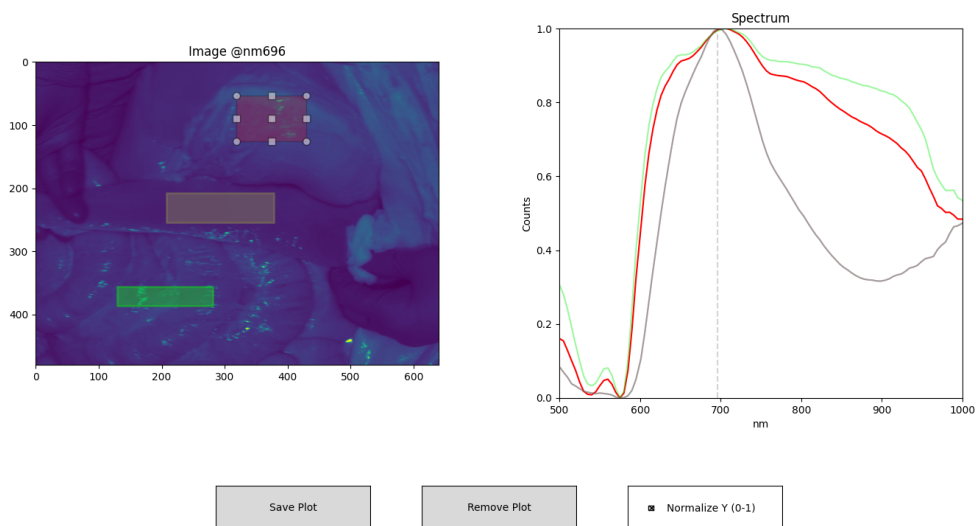 Image @nm696
0
100
200
300
400
0 100 200 300 400 500 600
Spectrum
1.0
0.8
0.6
0.4
0.2
0.0
Counts
500 600 700 800 900 1000
nm
Save Plot
Remove Plot
Normalize Y (0-1)